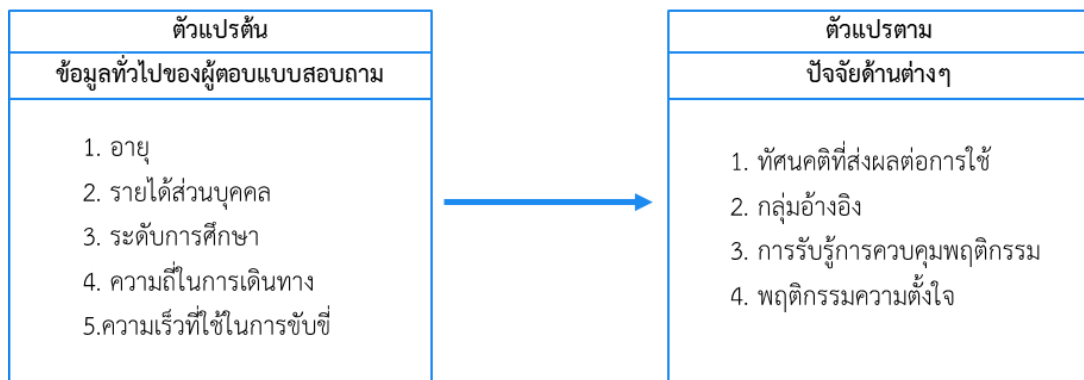 ตัวแปรต้น
ข้อมูลทั่วไปของผู้ตอบแบบสอบถาม
1. อายุ
2. รายได้ส่วนบุคคล
3. ระดับการศึกษา
4. ความถี่ในการเดินทาง
5.ความเร็วที่ใช้ในการขับขี่
ตัวแปรตาม
ปัจจัยด้านต่างๆ
1. ทัศนคติที่ส่งผลต่อการใช้
2. กลุ่มอ้างอิง
3. การรับรู้การควบคุมพฤติกรรม
4. พฤติกรรมความตั้งใจ